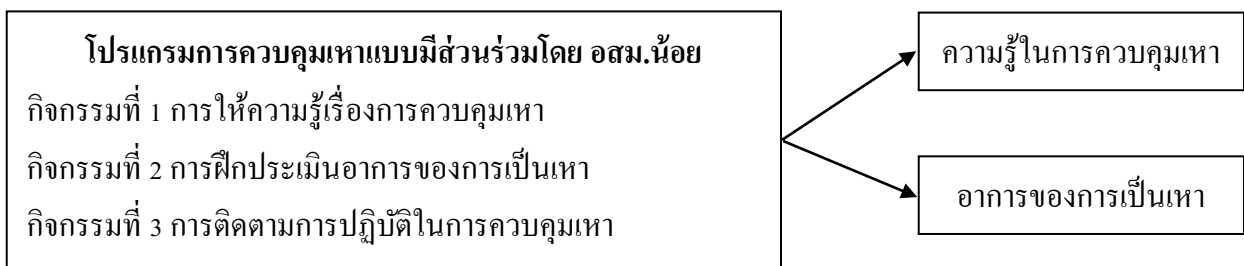 โปรแกรมการควบคุมเหาแบบมีส่วนร่วมโดย อสม.น้อย
กิจกรรมที่ 1 การให้ความรู้เรื่องการควบคุมเหา
กิจกรรมที่ 2 การฝึกประเมินอาการของการเป็นเหา
กิจกรรมที่ 3 การติดตามการปฏิบัติในการควบคุมเหา
ความรู้ในการควบคุมเหา
อาการของการเป็นเหา